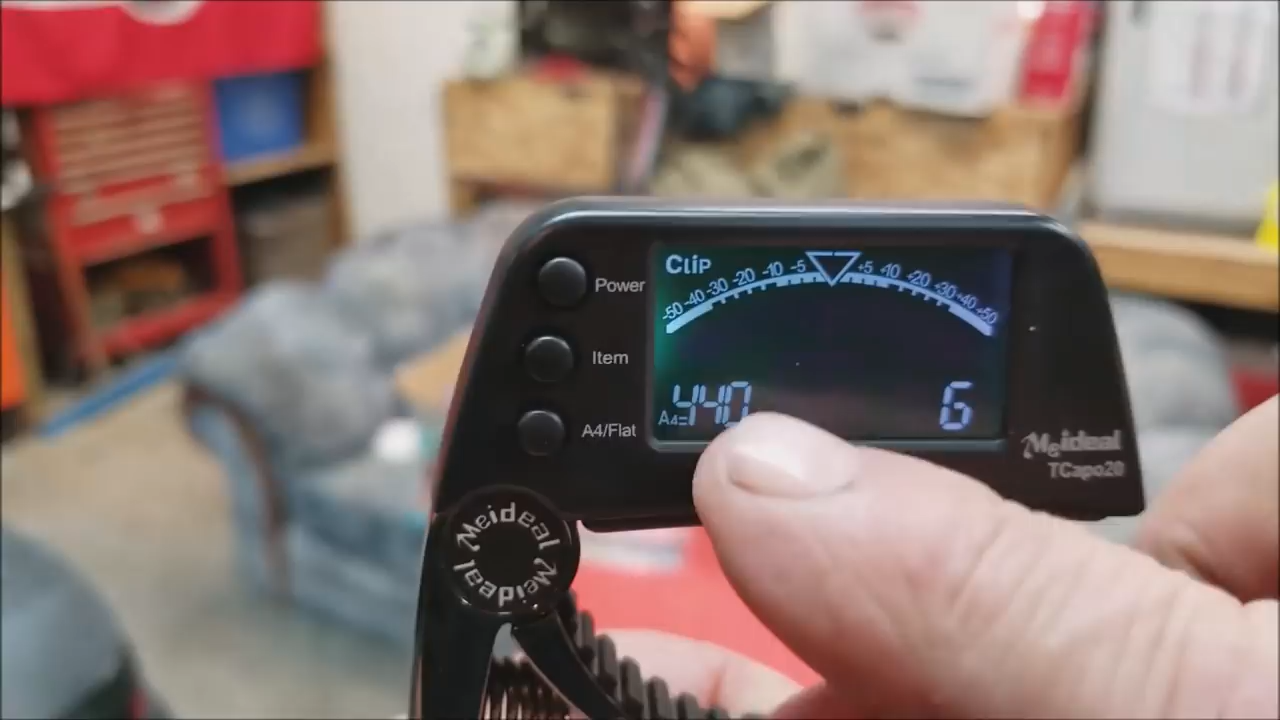 Power
Item
A4/Flat
Clip
-50 -40 -30 -20 -10 -5 +5 +10 +20 +30 +40 +50
A4=440
G
Meideal
TCapo20
Meideal Meideal